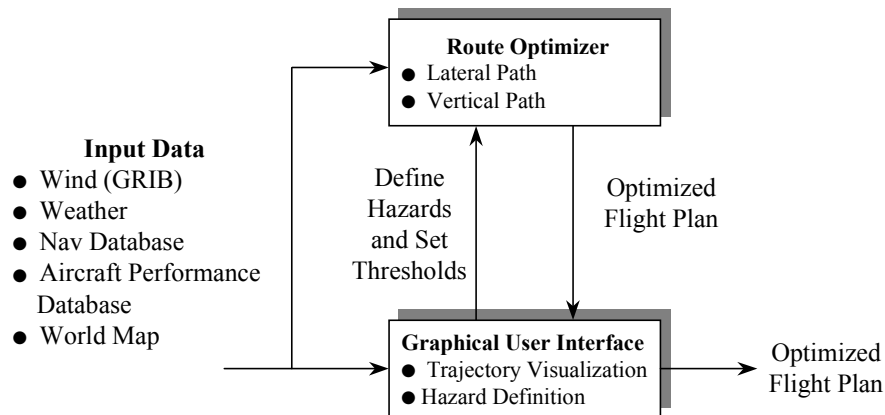 Route Optimizer
● Lateral Path
● Vertical Path
Input Data
● Wind (GRIB)
● Weather
● Nav Database
● Aircraft Performance
Database
● World Map
Define
Hazards
and Set
Thresholds
Optimized
Flight Plan
Graphical User Interface
● Trajectory Visualization
● Hazard Definition
Optimized
Flight Plan